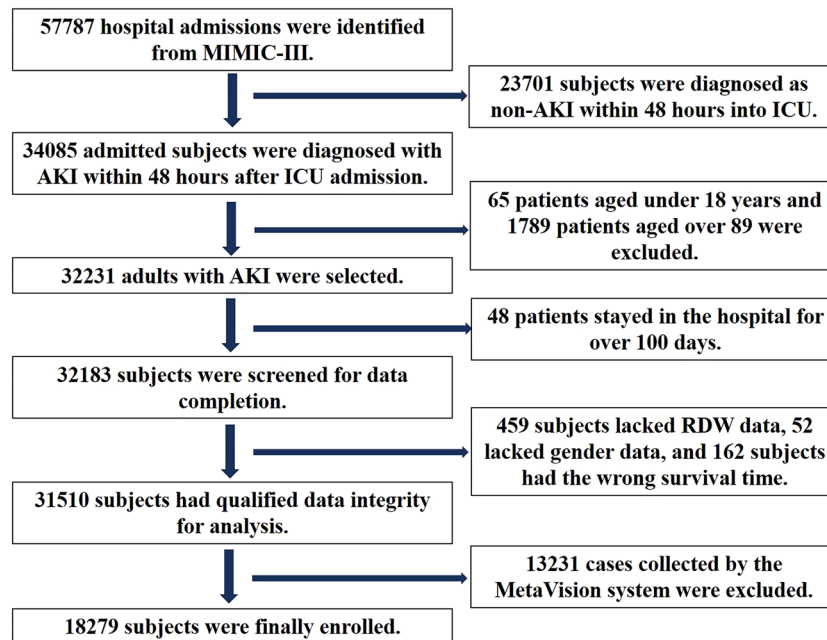 57787 hospital admissions were identified
from MIMIC-III.
23701 subjects were diagnosed as
non-AKI within 48 hours into ICU.
34085 admitted subjects were diagnosed with
AKI within 48 hours after ICU admission.
65 patients aged under 18 years and
1789 patients aged over 89 were
excluded.
32231 adults with AKI were selected.
48 patients stayed in the hospital for
over 100 days.
32183 subjects were screened for data
completion.
459 subjects lacked RDW data, 52
lacked gender data, and 162 subjects
had the wrong survival time.
31510 subjects had qualified data integrity
for analysis.
13231 cases collected by the
MetaVision system were excluded.
18279 subjects were finally enrolled.